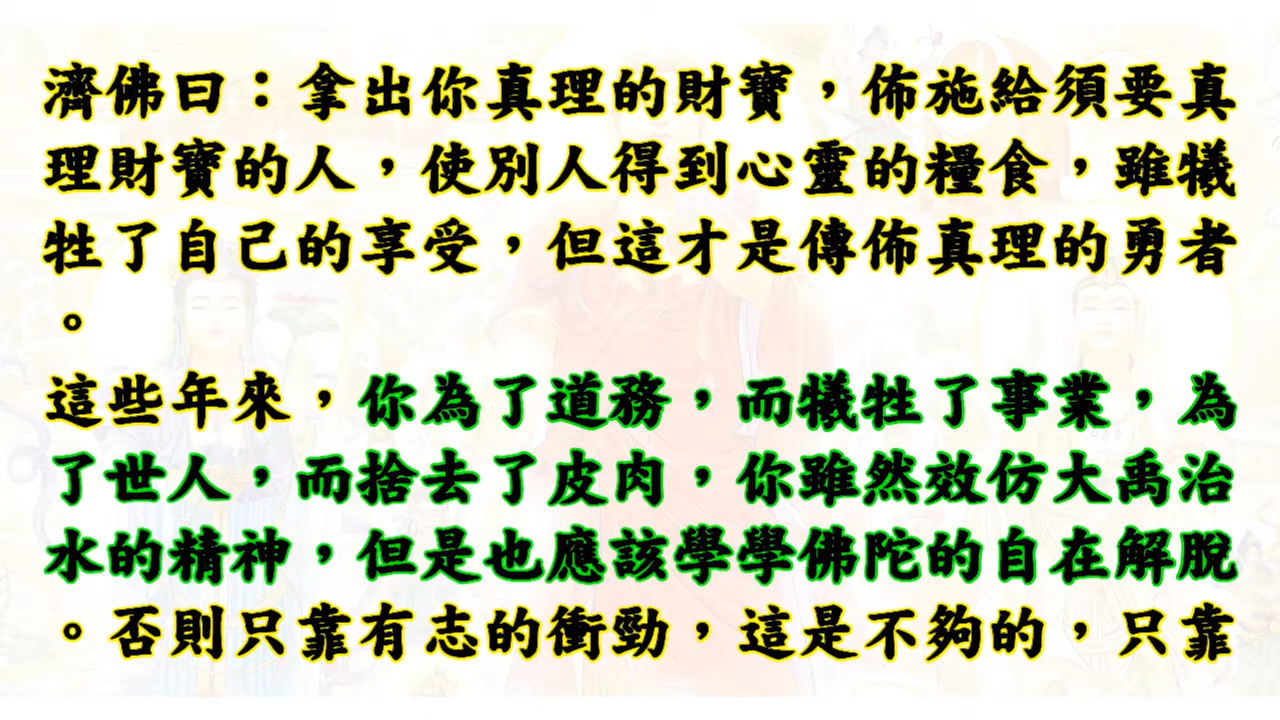 濟佛曰：拿出你真理的財寶，佈施給須要真
理財寶的人，使別人得到心靈的糧食，雖犧
牲了自己的享受，但這才是傳佈真理的勇者
。
這些年來，你為了道務，而犧牲了事業，為
了世人，而捨去了皮肉，你雖然效仿大禹治
水的精神，但是也應該學學佛陀的自在解脫
。否則只靠有志的衝勁，這是不夠的，只靠